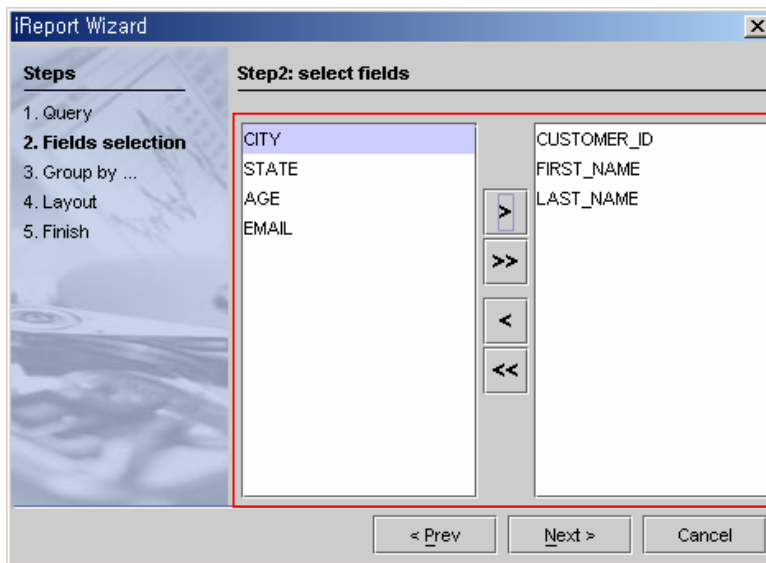 iReport Wizard
Steps
1. Query
2. Fields selection
3. Group by ...
4. Layout
5. Finish
Step2: select fields
CITY
STATE
AGE
EMAIL
>
>>
<
<<
CUSTOMER_ID
FIRST_NAME
LAST_NAME
< Prev
Next >
Cancel